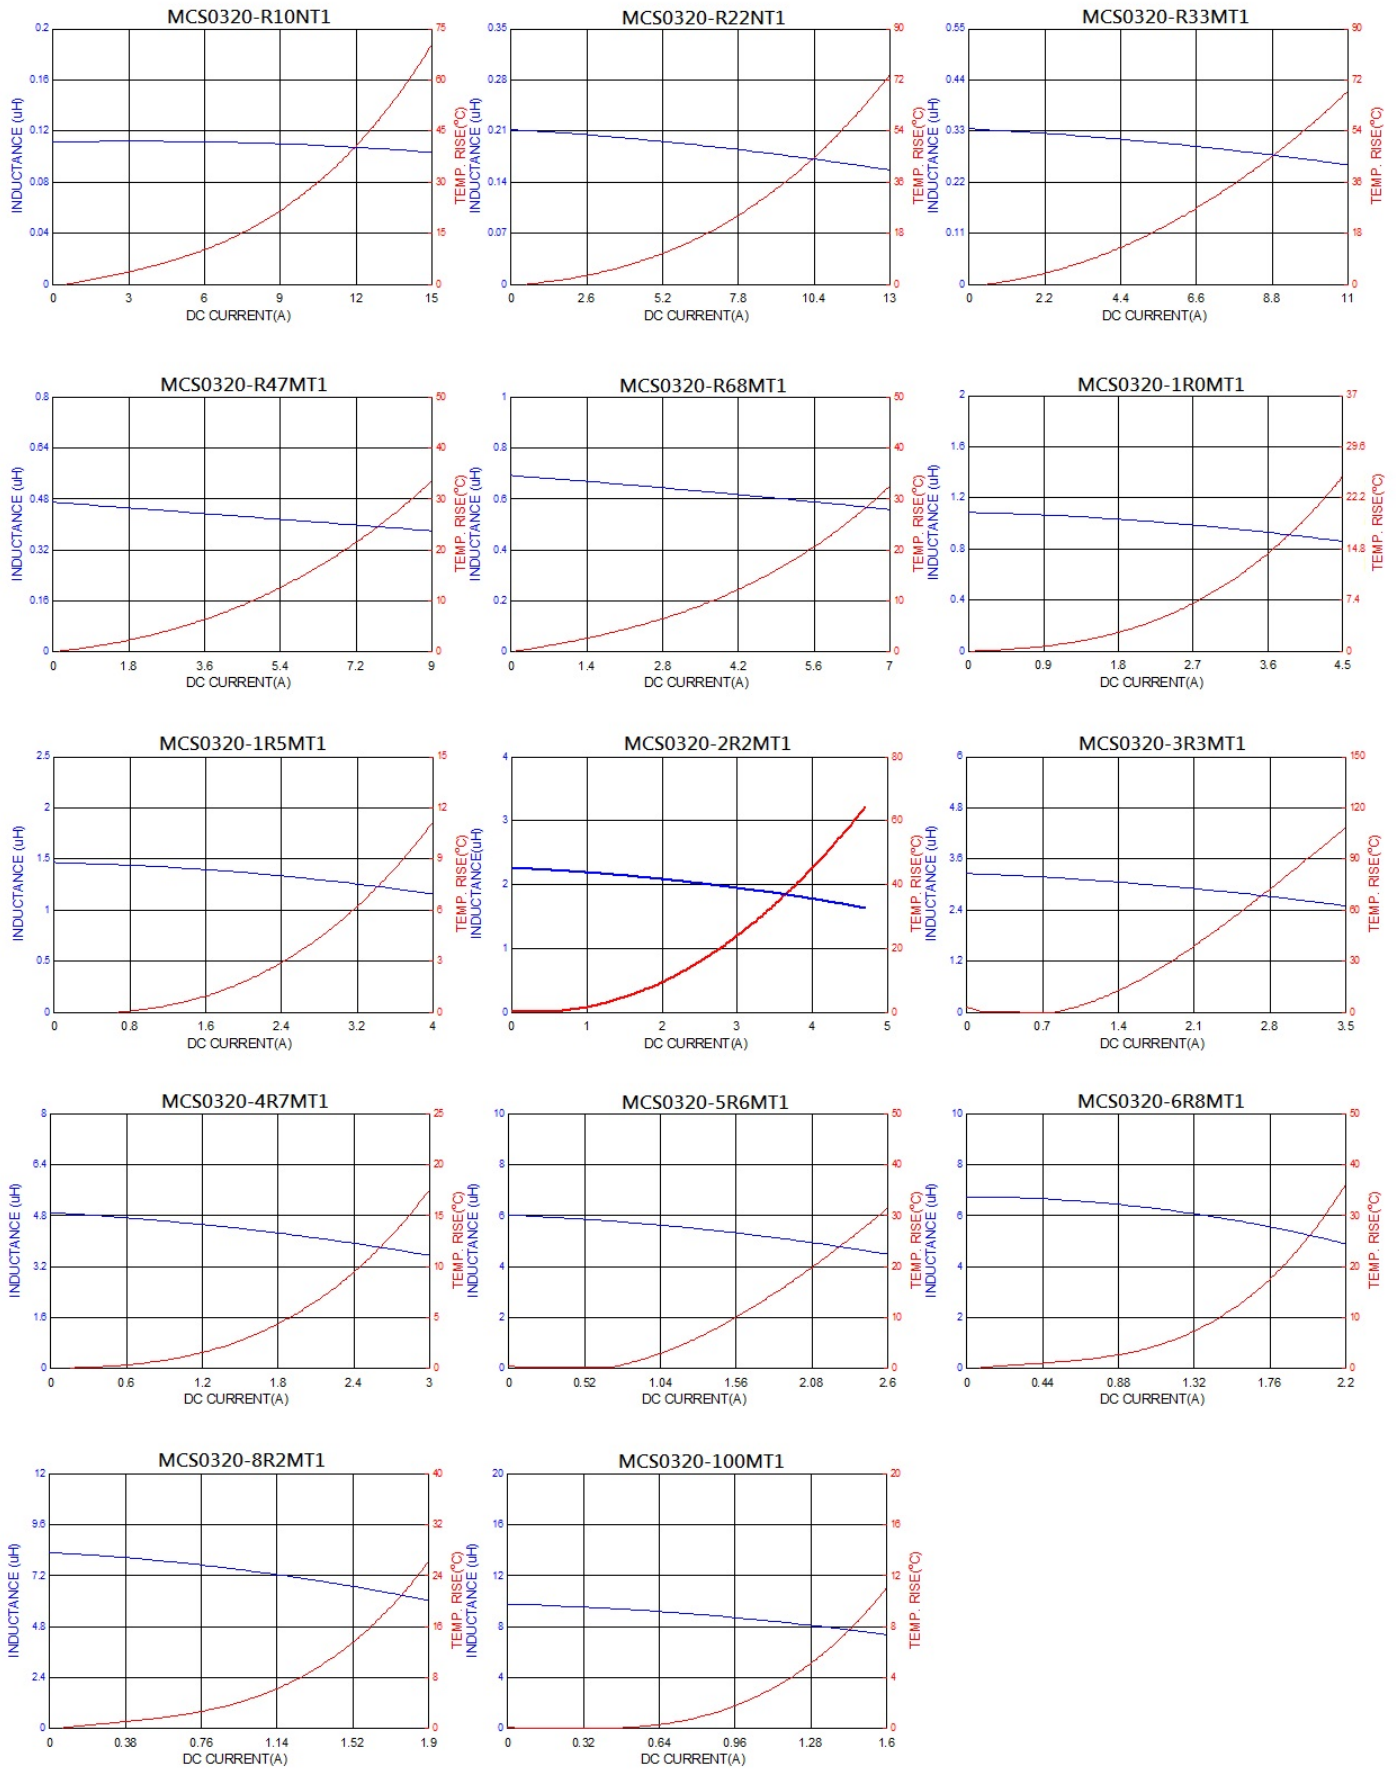 MCS0320-R10NT1
0.2
0.16
0.12
0.08
0.04
0
75
60
45
30
15
0
INDUCTANCE (uH)
TEMP. RISE(°C)
0 3 6 9 12 15
DC CURRENT(A)
MCS0320-R22NT1
0.35
0.28
0.21
0.14
0.07
0
90
72
54
36
18
0
INDUCTANCE (uH)
TEMP. RISE(°C)
0 2.6 5.2 7.8 10.4 13
DC CURRENT(A)
MCS0320-R33MT1
0.55
0.44
0.33
0.22
0.11
0
90
72
54
36
18
0
INDUCTANCE (uH)
TEMP. RISE(°C)
0 2.2 4.4 6.6 8.8 11
DC CURRENT(A)
MCS0320-R47MT1
0.8
0.64
0.48
0.32
0.16
0
50
40
30
20
10
0
INDUCTANCE (uH)
TEMP. RISE(°C)
0 1.8 3.6 5.4 7.2 9
DC CURRENT(A)
MCS0320-R68MT1
1
0.8
0.6
0.4
0.2
0
50
40
30
20
10
0
INDUCTANCE (uH)
TEMP. RISE(°C)
0 1.4 2.8 4.2 5.6 7
DC CURRENT(A)
MCS0320-1R0MT1
2
1.6
1.2
0.8
0.4
0
37
29.6
22.2
14.8
7.4
0
INDUCTANCE (uH)
TEMP. RISE(°C)
0 0.9 1.8 2.7 3.6 4.5
DC CURRENT(A)
MCS0320-1R5MT1
2.5
2
1.5
1
0.5
0
15
12
9
6
3
0
INDUCTANCE (uH)
TEMP. RISE(°C)
0 0.8 1.6 2.4 3.2 4
DC CURRENT(A)
MCS0320-2R2MT1
4
3
2
1
0
80
60
40
20
0
INDUCTANCE(uH)
TEMP. RISE(°C)
0 1 2 3 4 5
DC CURRENT(A)
MCS0320-3R3MT1
6
4.8
3.6
2.4
1.2
0
150
120
90
60
30
0
INDUCTANCE (uH)
TEMP. RISE(°C)
0 0.7 1.4 2.1 2.8 3.5
DC CURRENT(A)
MCS0320-4R7MT1
8
6.4
4.8
3.2
1.6
0
25
20
15
10
5
0
INDUCTANCE (uH)
TEMP. RISE(°C)
0 0.6 1.2 1.8 2.4 3
DC CURRENT(A)
MCS0320-5R6MT1
10
8
6
4
2
0
50
40
30
20
10
0
INDUCTANCE (uH)
TEMP. RISE(°C)
0 0.52 1.04 1.56 2.08 2.6
DC CURRENT(A)
MCS0320-6R8MT1
10
8
6
4
2
0
50
40
30
20
10
0
INDUCTANCE (uH)
TEMP. RISE(°C)
0 0.44 0.88 1.32 1.76 2.2
DC CURRENT(A)
MCS0320-8R2MT1
12
9.6
7.2
4.8
2.4
0
40
32
24
16
8
0
INDUCTANCE (uH)
TEMP. RISE(°C)
0 0.38 0.76 1.14 1.52 1.9
DC CURRENT(A)
MCS0320-100MT1
20
16
12
8
4
0
20
16
12
8
4
0
INDUCTANCE (uH)
TEMP. RISE(°C)
0 0.32 0.64 0.96 1.28 1.6
DC CURRENT(A)